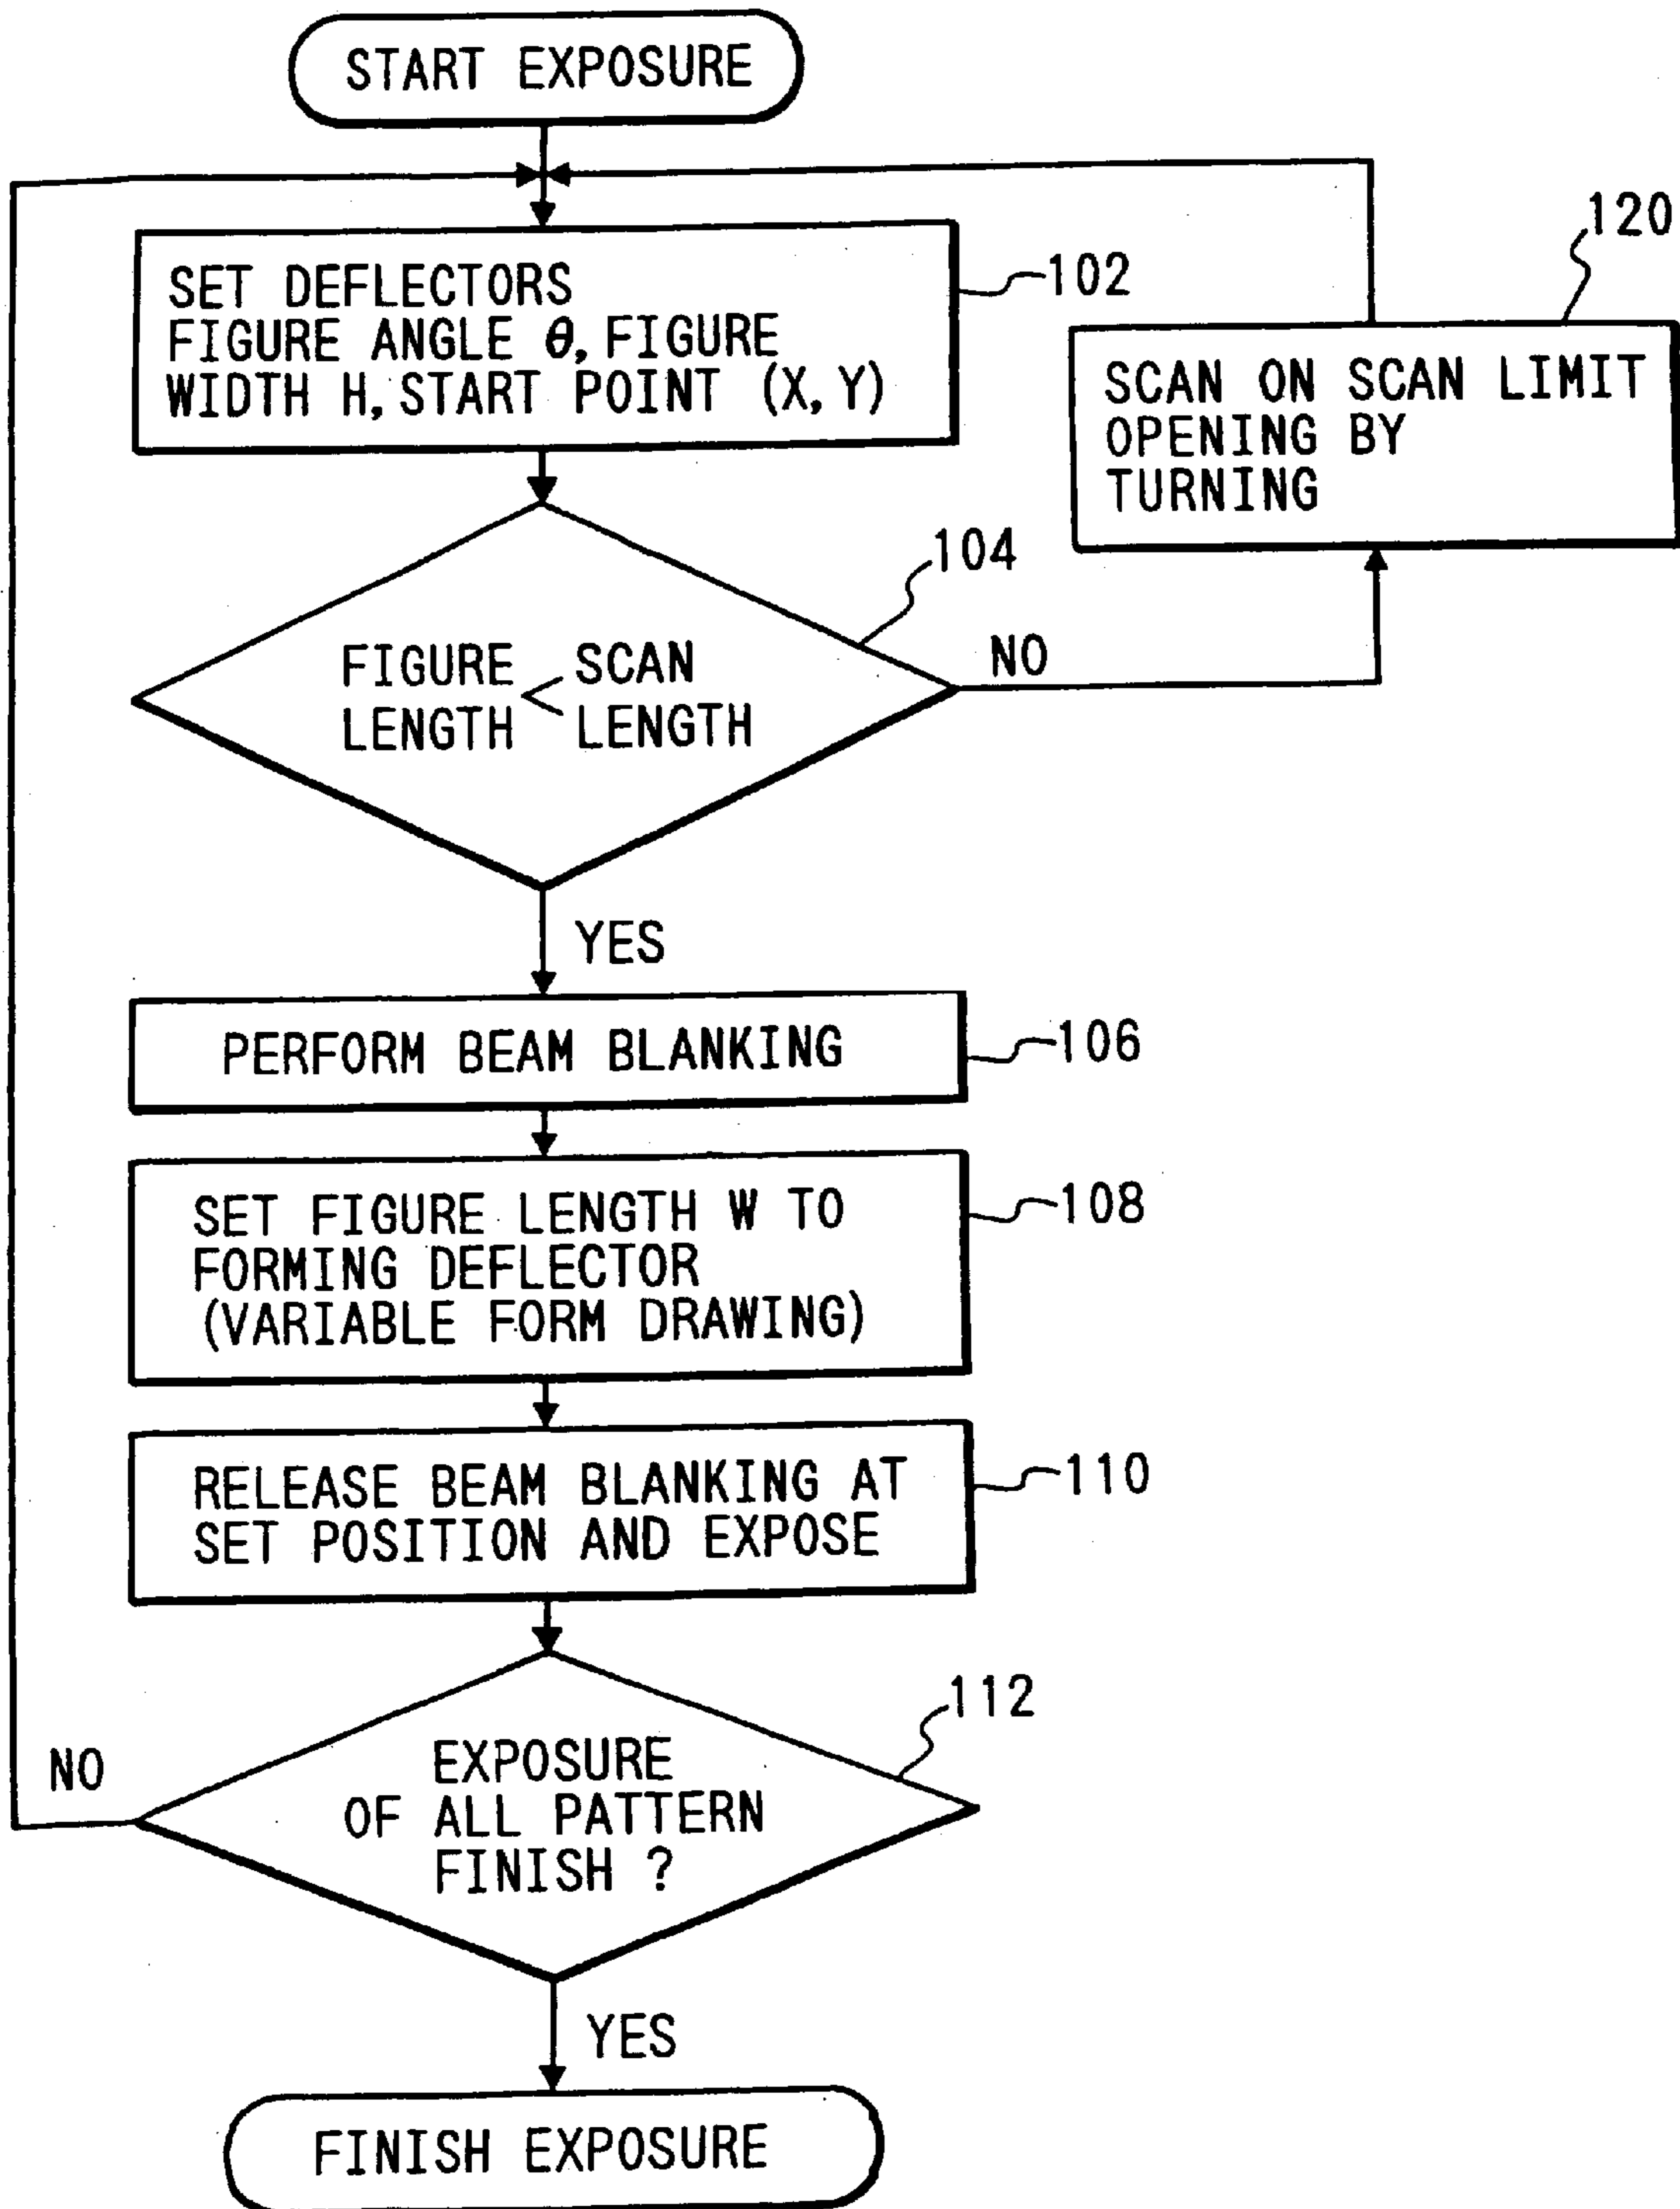 START EXPOSURE
SET DEFLECTORS
FIGURE ANGLE θ, FIGURE
WIDTH H, START POINT (X, Y)
102
120
SCAN ON SCAN LIMIT
OPENING BY
TURNING
104
FIGURE LENGTH < SCAN LENGTH
NO
YES
PERFORM BEAM BLANKING
106
SET FIGURE LENGTH W TO
FORMING DEFLECTOR
(VARIABLE FORM DRAWING)
108
RELEASE BEAM BLANKING AT
SET POSITION AND EXPOSE
110
112
EXPOSURE
OF ALL PATTERN
FINISH ?
NO
YES
FINISH EXPOSURE